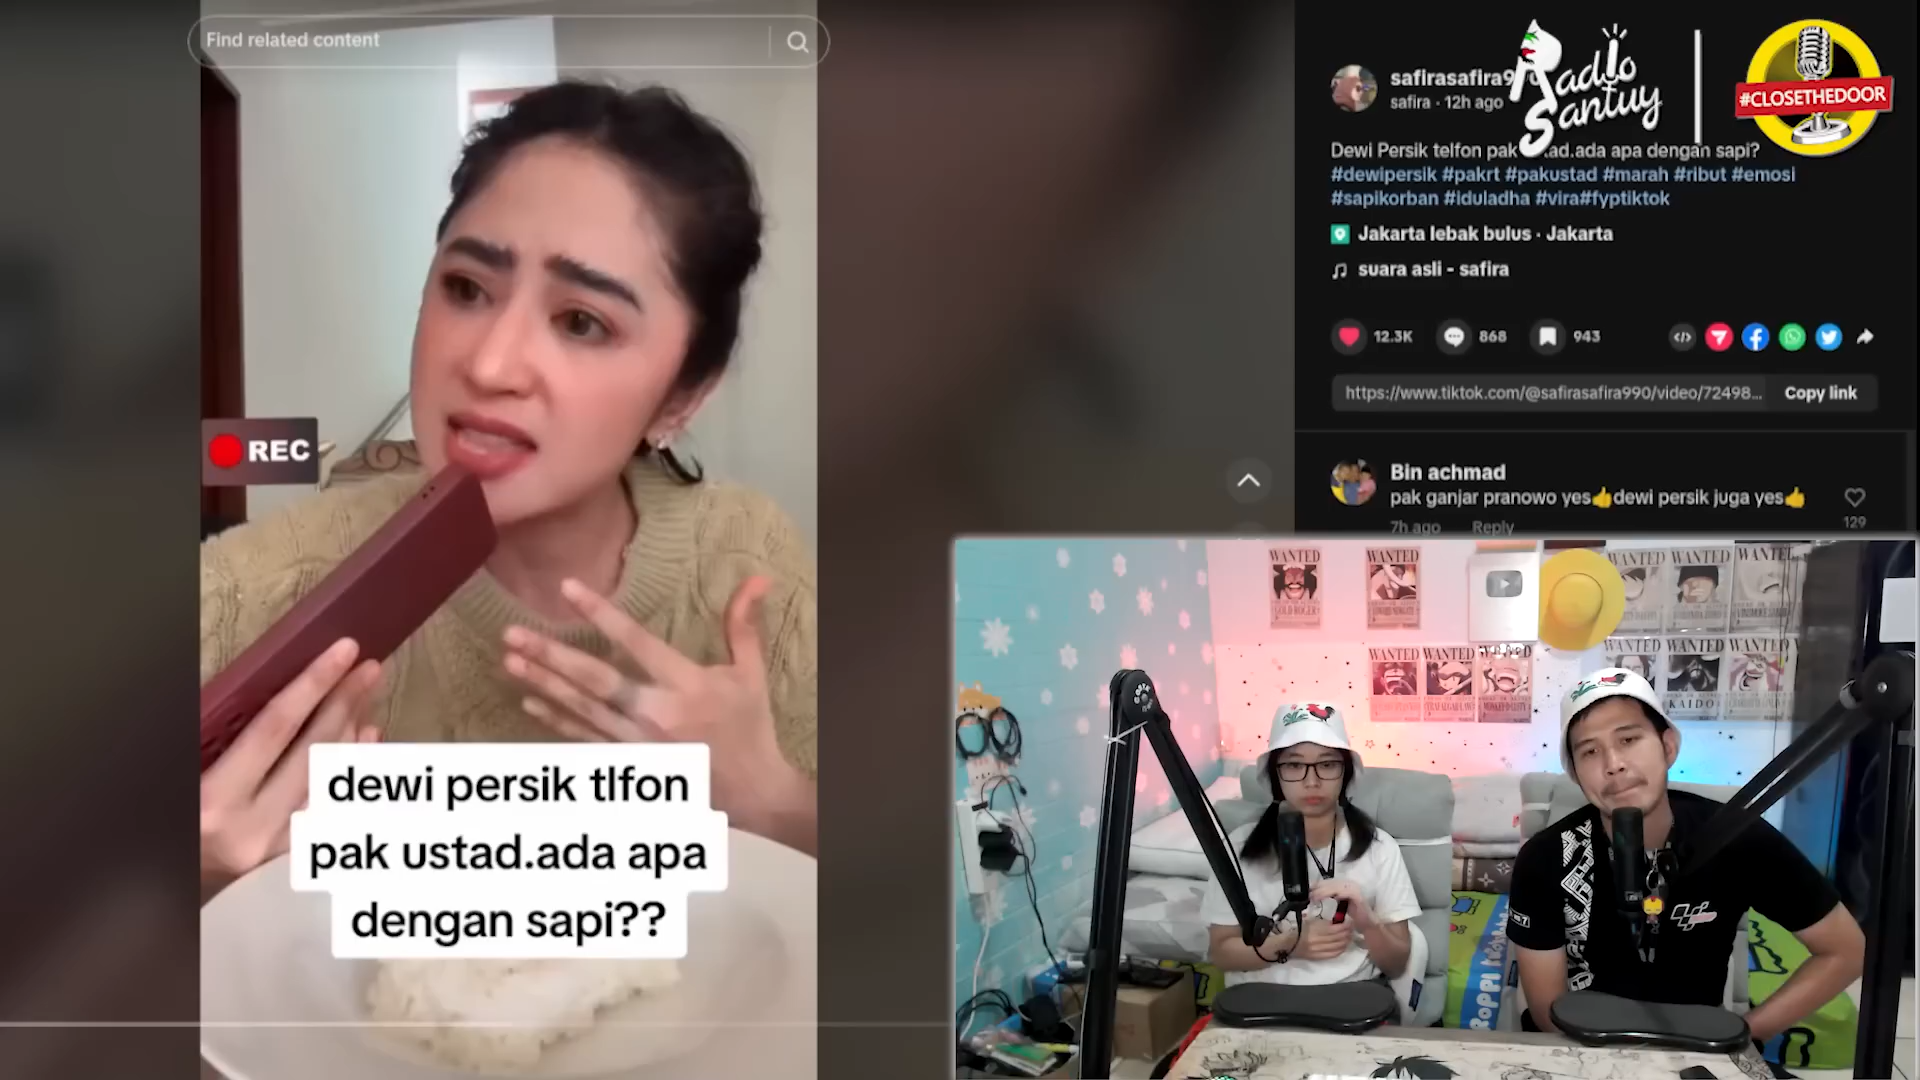 Find related content
REC
dewi persik tlfon
pak ustad.ada apa
dengan sapi??
Radio
Santuy
#CLOSETHEDOOR
safirasafira9
safira · 12h ago
Dewi Persik telfon pak tad.ada apa dengan sapi?
#dewipersik #pakrt #pakustad #marah #ribut #emosi
#sapikorban #iduladha #vira#fyptiktok
Jakarta lebak bulus · Jakarta
suara asli - safira
12.3K 868 943
https://www.tiktok.com/@safirasafira990/video/72498... Copy link
Bin achmad
pak ganjar pranowo yes👍dewi persik juga yes👍
129
7h ago Reply
WANTED WANTED WANTED WANTED WANTED
GOLD ROGER
WANTED WANTED WANTED WANTED WANTED
KAIDO